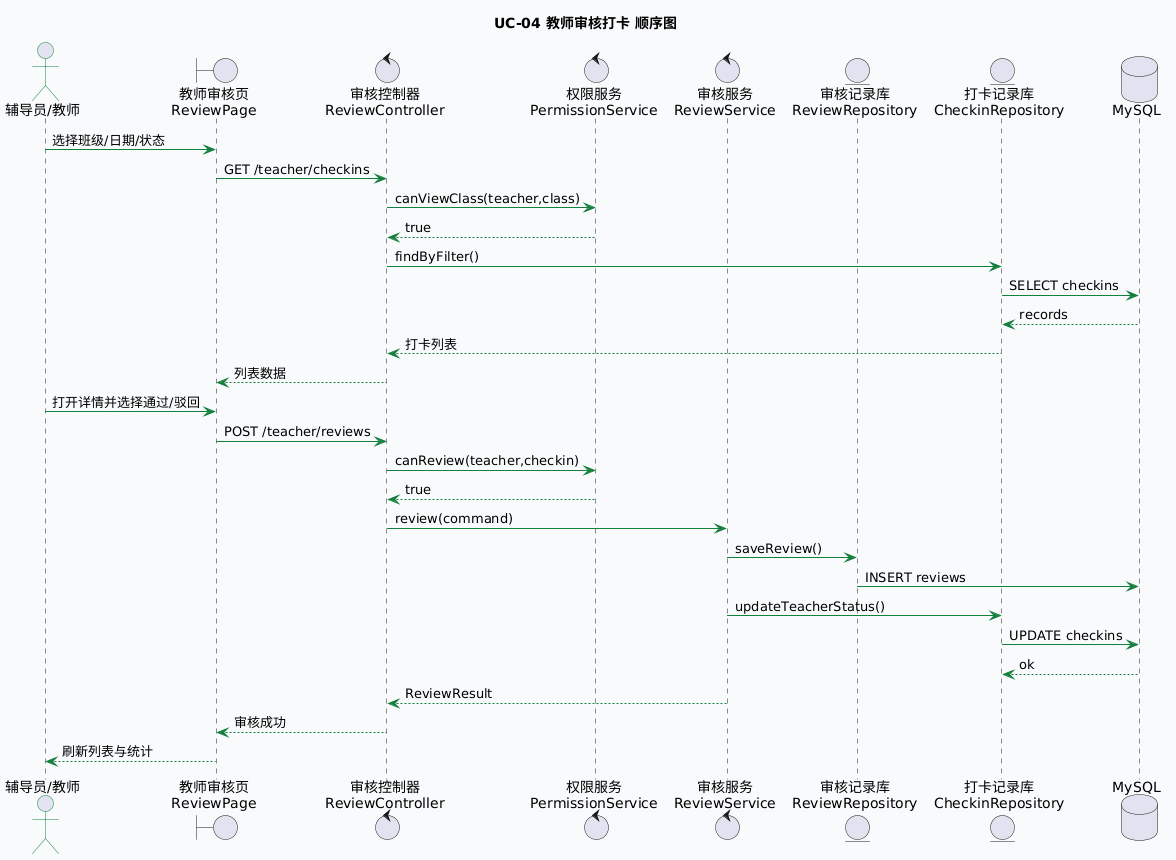 UC-04 教师审核打卡 顺序图
辅导员/教师
教师审核页
ReviewPage
审核控制器
ReviewController
权限服务
PermissionService
审核服务
ReviewService
审核记录库
ReviewRepository
打卡记录库
CheckinRepository
MySQL
选择班级/日期/状态
GET /teacher/checkins
canViewClass(teacher,class)
true
findByFilter()
SELECT checkins
records
打卡列表
列表数据
打开详情并选择通过/驳回
POST /teacher/reviews
canReview(teacher,checkin)
true
review(command)
saveReview()
INSERT reviews
updateTeacherStatus()
UPDATE checkins
ok
ReviewResult
审核成功
刷新列表与统计
辅导员/教师
教师审核页
ReviewPage
审核控制器
ReviewController
权限服务
PermissionService
审核服务
ReviewService
审核记录库
ReviewRepository
打卡记录库
CheckinRepository
MySQL